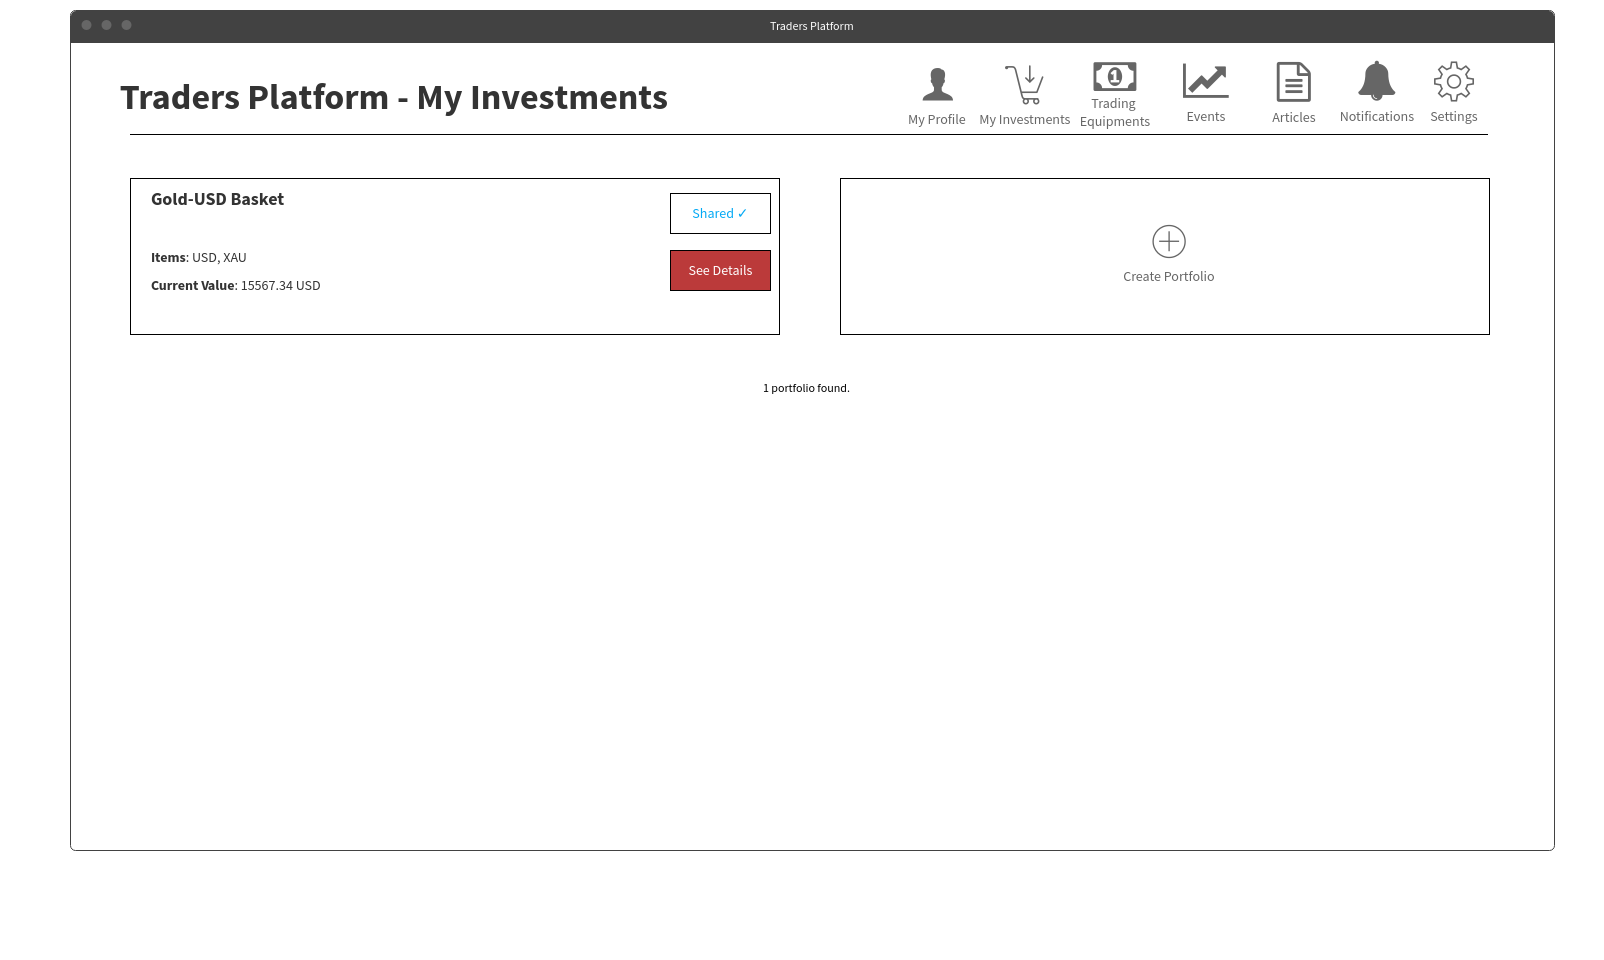 Traders Platform
Traders Platform - My Investments
My Profile
My Investments
Trading
Equipments
Events
Articles
Notifications
Settings
Gold-USD Basket
Shared ✓
Items: USD, XAU
See Details
Current Value: 15567.34 USD
Create Portfolio
1 portfolio found.